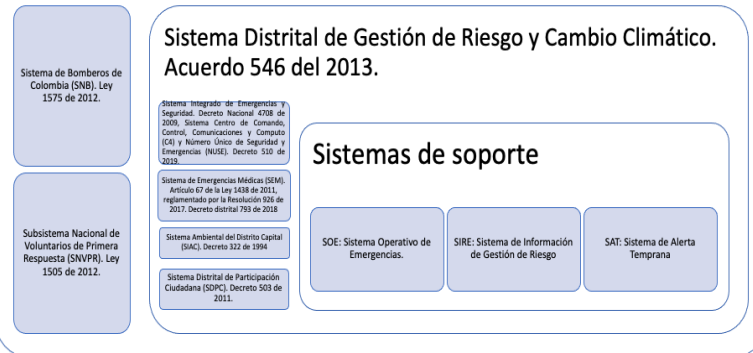 Sistema de Bomberos de
Colombia (SNB). Ley
1575 de 2012.
Subsistema Nacional de
Voluntarios de Primera
Respuesta (SNVPR). Ley
1505 de 2012.
Sistema Distrital de Gestión de Riesgo y Cambio Climático.
Acuerdo 546 del 2013.
Sistema Integrado de Emergencias y
Seguridad. Decreto Nacional 4708 de
2009, Sistema Centro de Comando,
Control, Comunicaciones y Computo
(C4) y Número Único de Seguridad y
Emergencias (NUSE). Decreto 510 de
2019.
Sistema de Emergencias Médicas (SEM).
Artículo 67 de la Ley 1438 de 2011,
reglamentado por la Resolución 926 de
2017. Decreto distrital 793 de 2018
Sistema Ambiental del Distrito Capital
(SIAC). Decreto 322 de 1994
Sistema Distrital de Participación
Ciudadana (SDPC). Decreto 503 de
2011.
Sistemas de soporte
SOE: Sistema Operativo de
Emergencias.
SIRE: Sistema de Información
de Gestión de Riesgo
SAT: Sistema de Alerta
Temprana